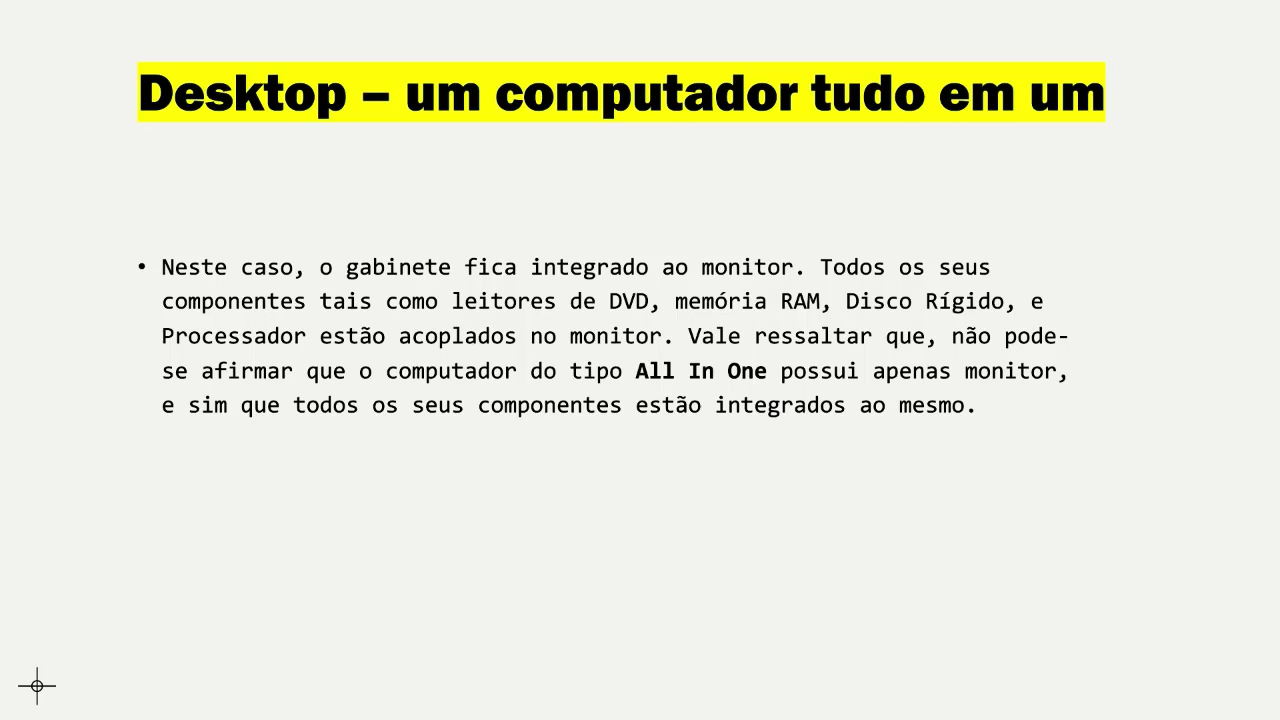 Desktop – um computador tudo em um
• Neste caso, o gabinete fica integrado ao monitor. Todos os seus
componentes tais como leitores de DVD, memória RAM, Disco Rígido, e
Processador estão acoplados no monitor. Vale ressaltar que, não pode-
se afirmar que o computador do tipo All In One possui apenas monitor,
e sim que todos os seus componentes estão integrados ao mesmo.